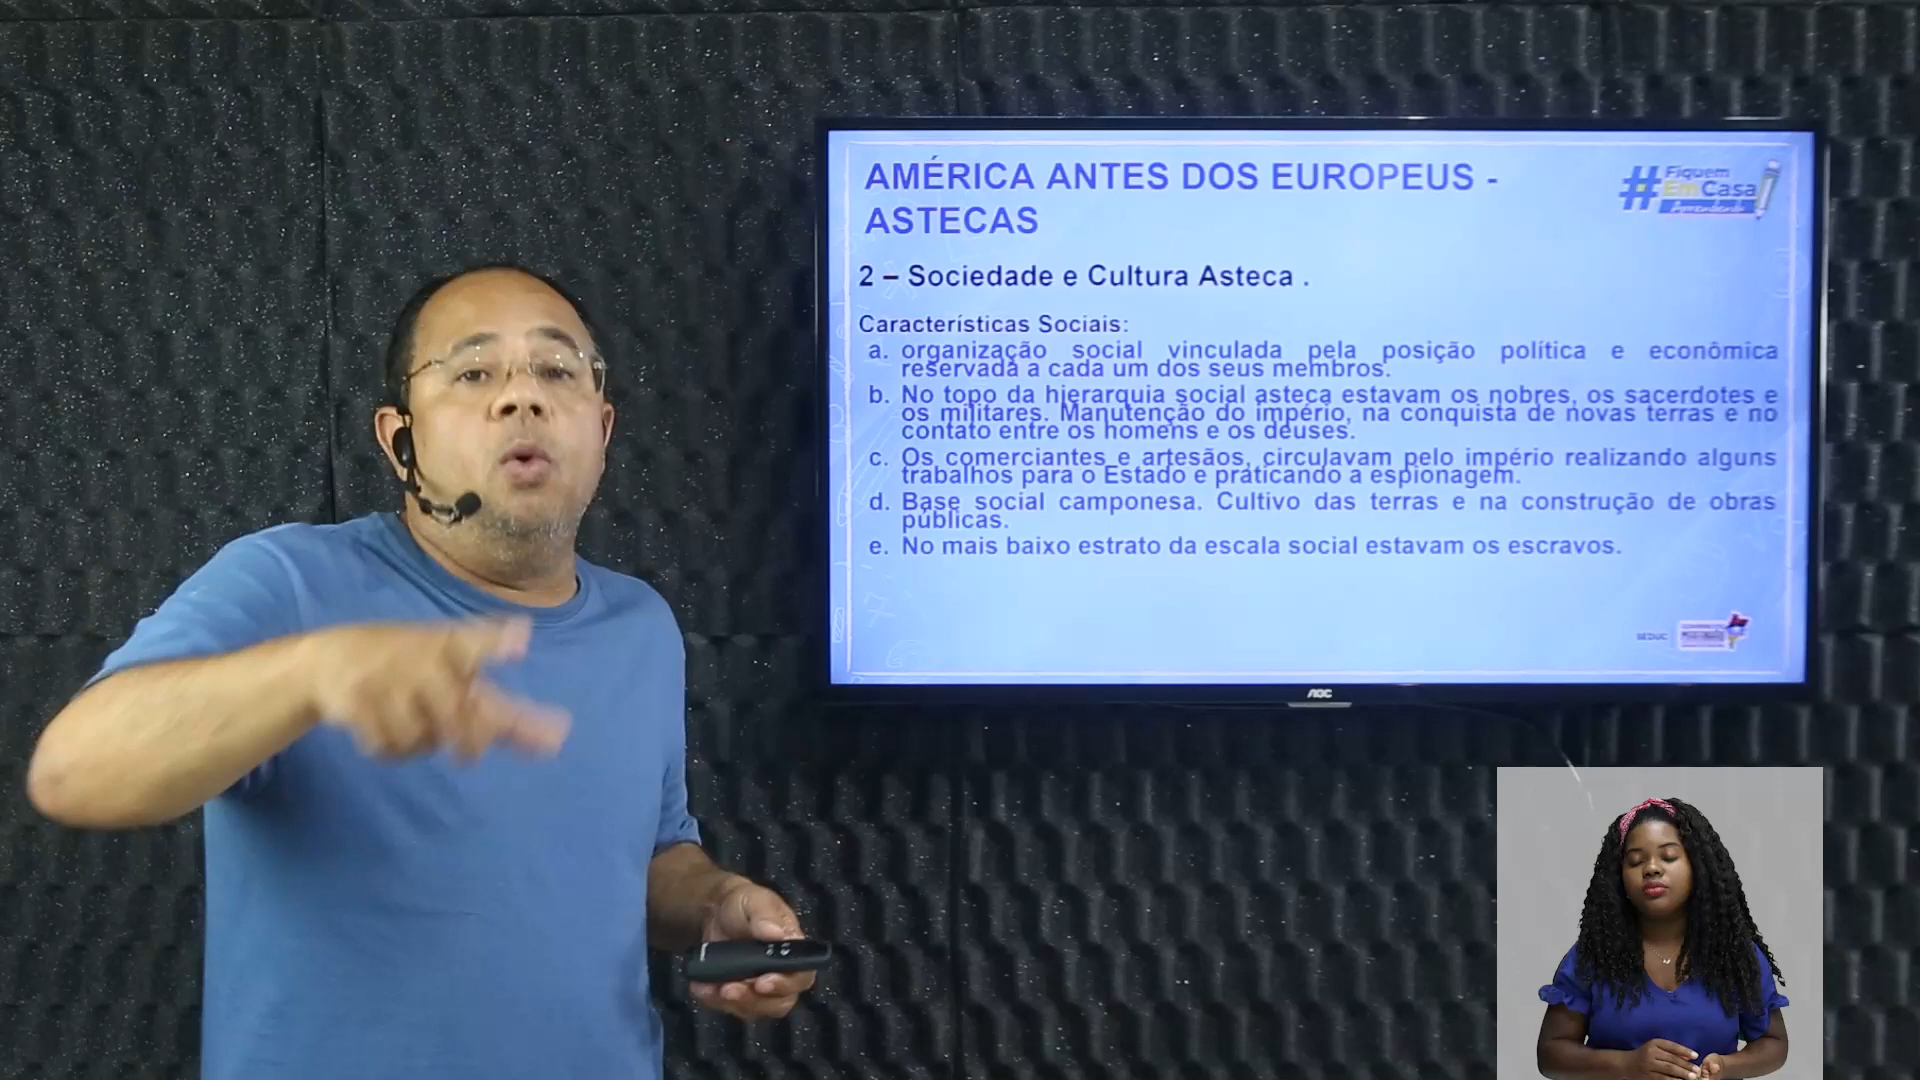 AMÉRICA ANTES DOS EUROPEUS -
ASTECAS
#Fiquem
EmCasa
Aprendendo
2 – Sociedade e Cultura Asteca .
Características Sociais:
a. organização social vinculada pela posição política e econômica
reservada a cada um dos seus membros.
b. No topo da hierarquia social asteca estavam os nobres, os sacerdotes e
os militares. Manutenção do império, na conquista de novas terras e no
contato entre os homens e os deuses.
c. Os comerciantes e artesãos, circulavam pelo império realizando alguns
trabalhos para o Estado e praticando a espionagem.
d. Base social camponesa. Cultivo das terras e na construção de obras
públicas.
e. No mais baixo estrato da escala social estavam os escravos.
SEDUC
AOC